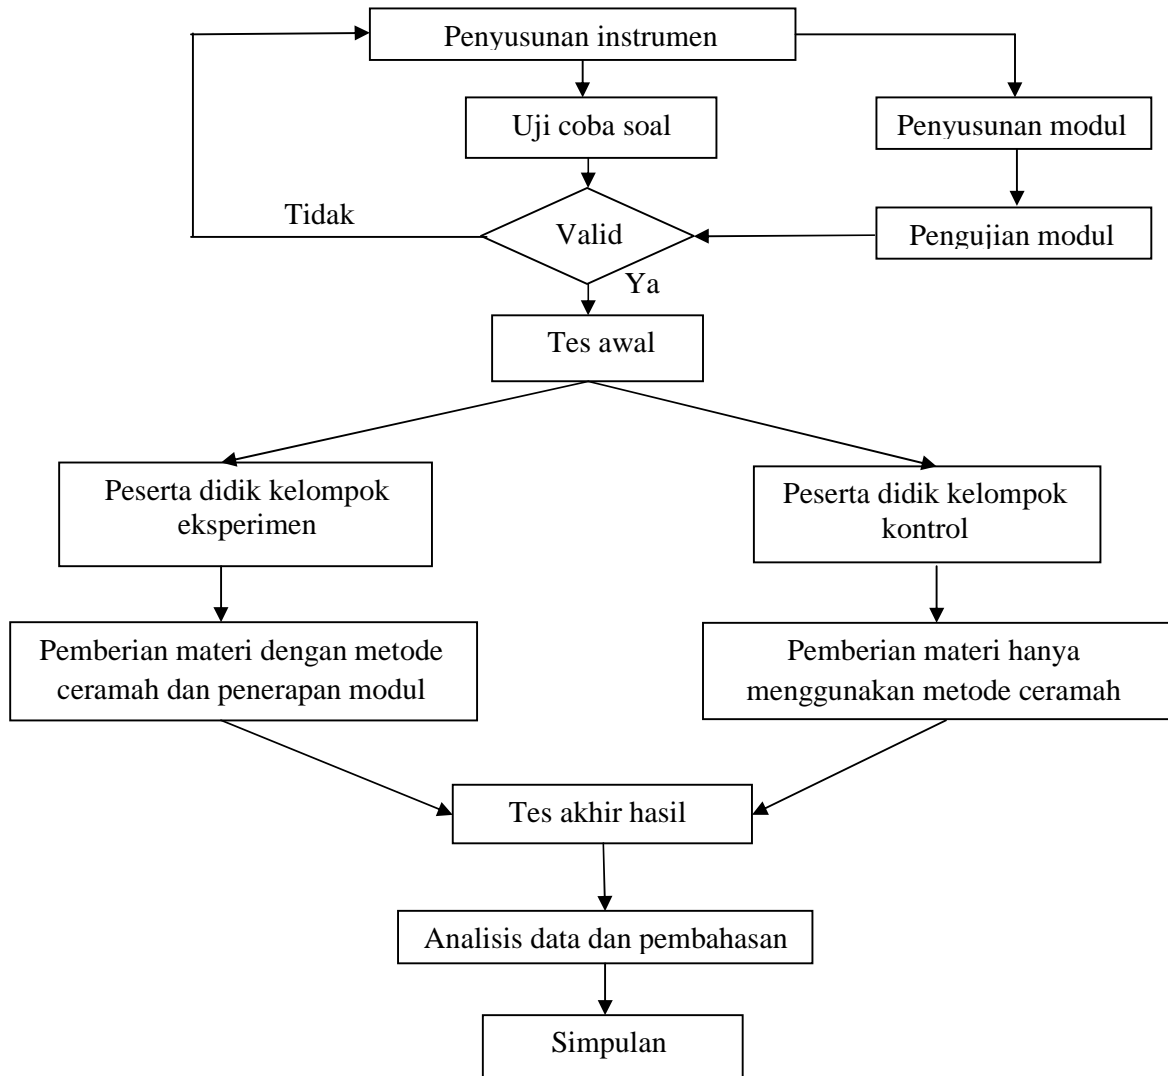 Penyusunan instrumen
Uji coba soal
Penyusunan modul
Tidak
Valid
Pengujian modul
Ya
Tes awal
Peserta didik kelompok
eksperimen
Peserta didik kelompok
kontrol
Pemberian materi dengan metode
ceramah dan penerapan modul
Pemberian materi hanya
menggunakan metode ceramah
Tes akhir hasil
Analisis data dan pembahasan
Simpulan